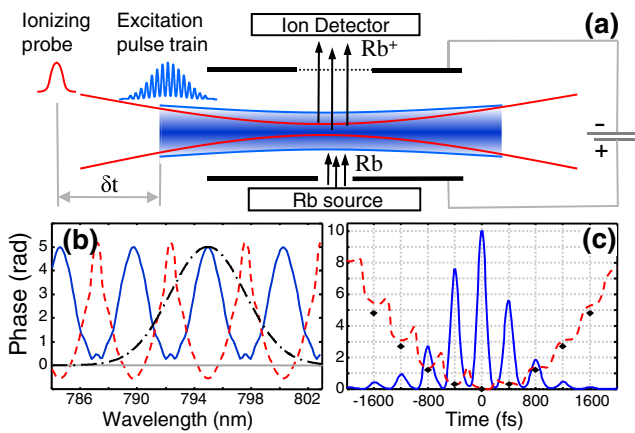 Ionizing probe
Excitation pulse train
Ion Detector
(a)
Rb+
δt
Rb
Rb source
-
+
(b)
Phase (rad)
5
4
3
2
1
0
786 790 794 798 802
Wavelength (nm)
(c)
10
8
6
4
2
0
-1600 -800 0 800 1600
Time (fs)